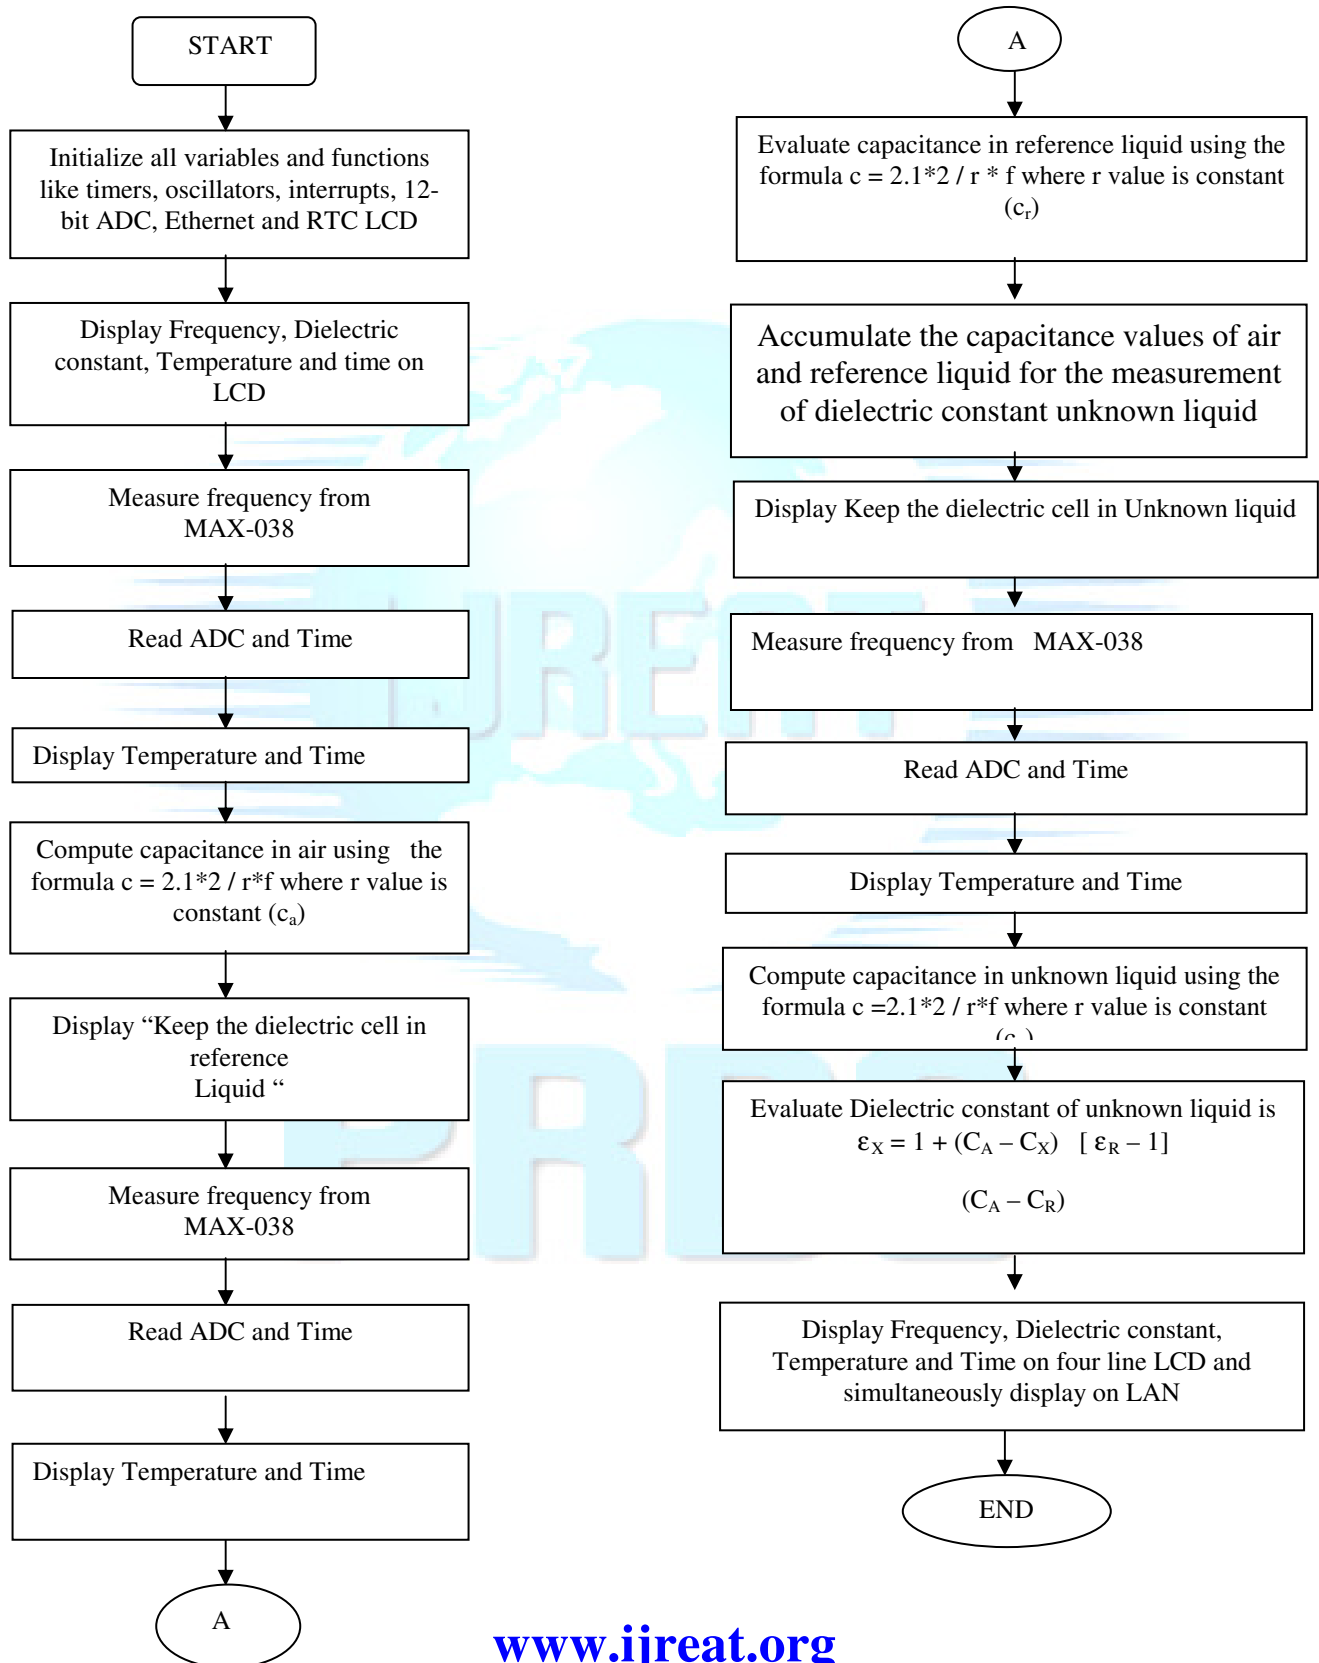 START
Initialize all variables and functions
like timers, oscillators, interrupts, 12-
bit ADC, Ethernet and RTC LCD
Display Frequency, Dielectric
constant, Temperature and time on
LCD
Measure frequency from
MAX-038
Read ADC and Time
Display Temperature and Time
Compute capacitance in air using the
formula c = 2.1*2 / r*f where r value is
constant (cₐ)
Display “Keep the dielectric cell in
reference
Liquid “
Measure frequency from
MAX-038
Read ADC and Time
Display Temperature and Time
A
A
Evaluate capacitance in reference liquid using the
formula c = 2.1*2 / r * f where r value is constant
(cᵣ)
Accumulate the capacitance values of air
and reference liquid for the measurement
of dielectric constant unknown liquid
Display Keep the dielectric cell in Unknown liquid
Measure frequency from MAX-038
Read ADC and Time
Display Temperature and Time
Compute capacitance in unknown liquid using the
formula c =2.1*2 / r*f where r value is constant
Evaluate Dielectric constant of unknown liquid is
εX = 1 + (CA – CX) [ εR – 1]
(CA – CR)
Display Frequency, Dielectric constant,
Temperature and Time on four line LCD and
simultaneously display on LAN
END
IJREAT
PRDG
www.ijreat.org